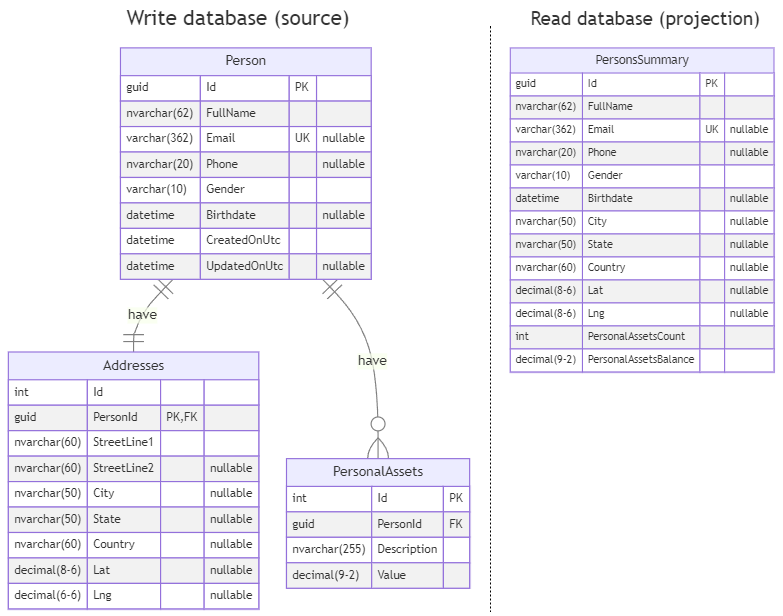 Write database (source)
Person
guid Id PK
nvarchar(62) FullName
varchar(362) Email UK nullable
nvarchar(20) Phone nullable
varchar(10) Gender
datetime Birthdate nullable
datetime CreatedOnUtc
datetime UpdatedOnUtc nullable
have
have
Addresses
int Id
guid PersonId PK,FK
nvarchar(60) StreetLine1
nvarchar(60) StreetLine2 nullable
nvarchar(50) City nullable
nvarchar(50) State nullable
nvarchar(60) Country nullable
decimal(8-6) Lat nullable
decimal(6-6) Lng nullable
PersonalAssets
int Id PK
guid PersonId FK
nvarchar(255) Description
decimal(9-2) Value
Read database (projection)
PersonsSummary
guid Id PK
nvarchar(62) FullName
varchar(362) Email UK nullable
nvarchar(20) Phone nullable
varchar(10) Gender
datetime Birthdate nullable
nvarchar(50) City nullable
nvarchar(50) State nullable
nvarchar(60) Country nullable
decimal(8-6) Lat nullable
decimal(8-6) Lng nullable
int PersonalAssetsCount
decimal(9-2) PersonalAssetsBalance